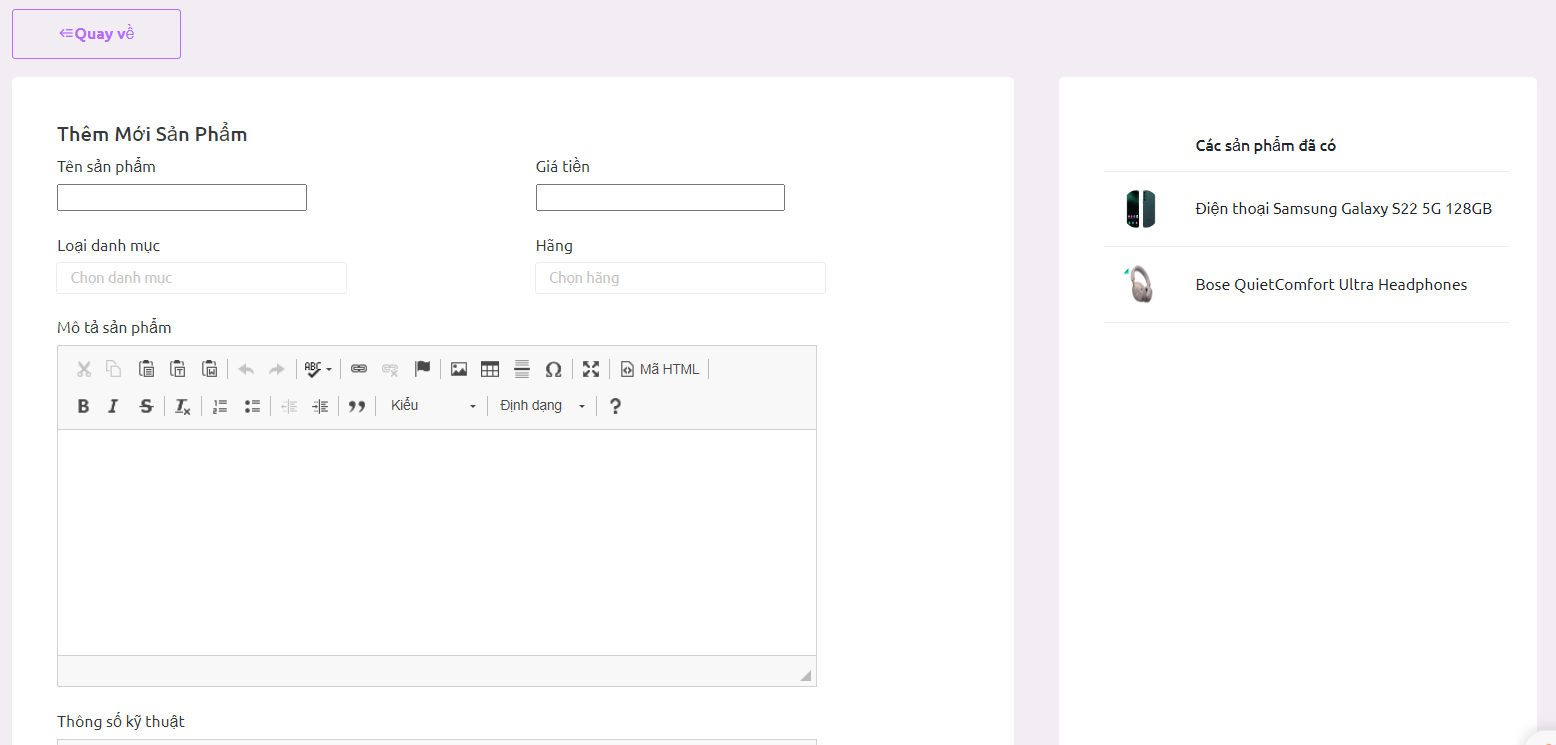 Quay về
Thêm Mới Sản Phẩm
Tên sản phẩm
Giá tiền
Loại danh mục
Hãng
Chọn danh mục
Chọn hãng
Mô tả sản phẩm
ABC
Mã HTML
B I S Tx
Kiểu
Định dạng
?
Thông số kỹ thuật
Các sản phẩm đã có
Điện thoại Samsung Galaxy S22 5G 128GB
Bose QuietComfort Ultra Headphones